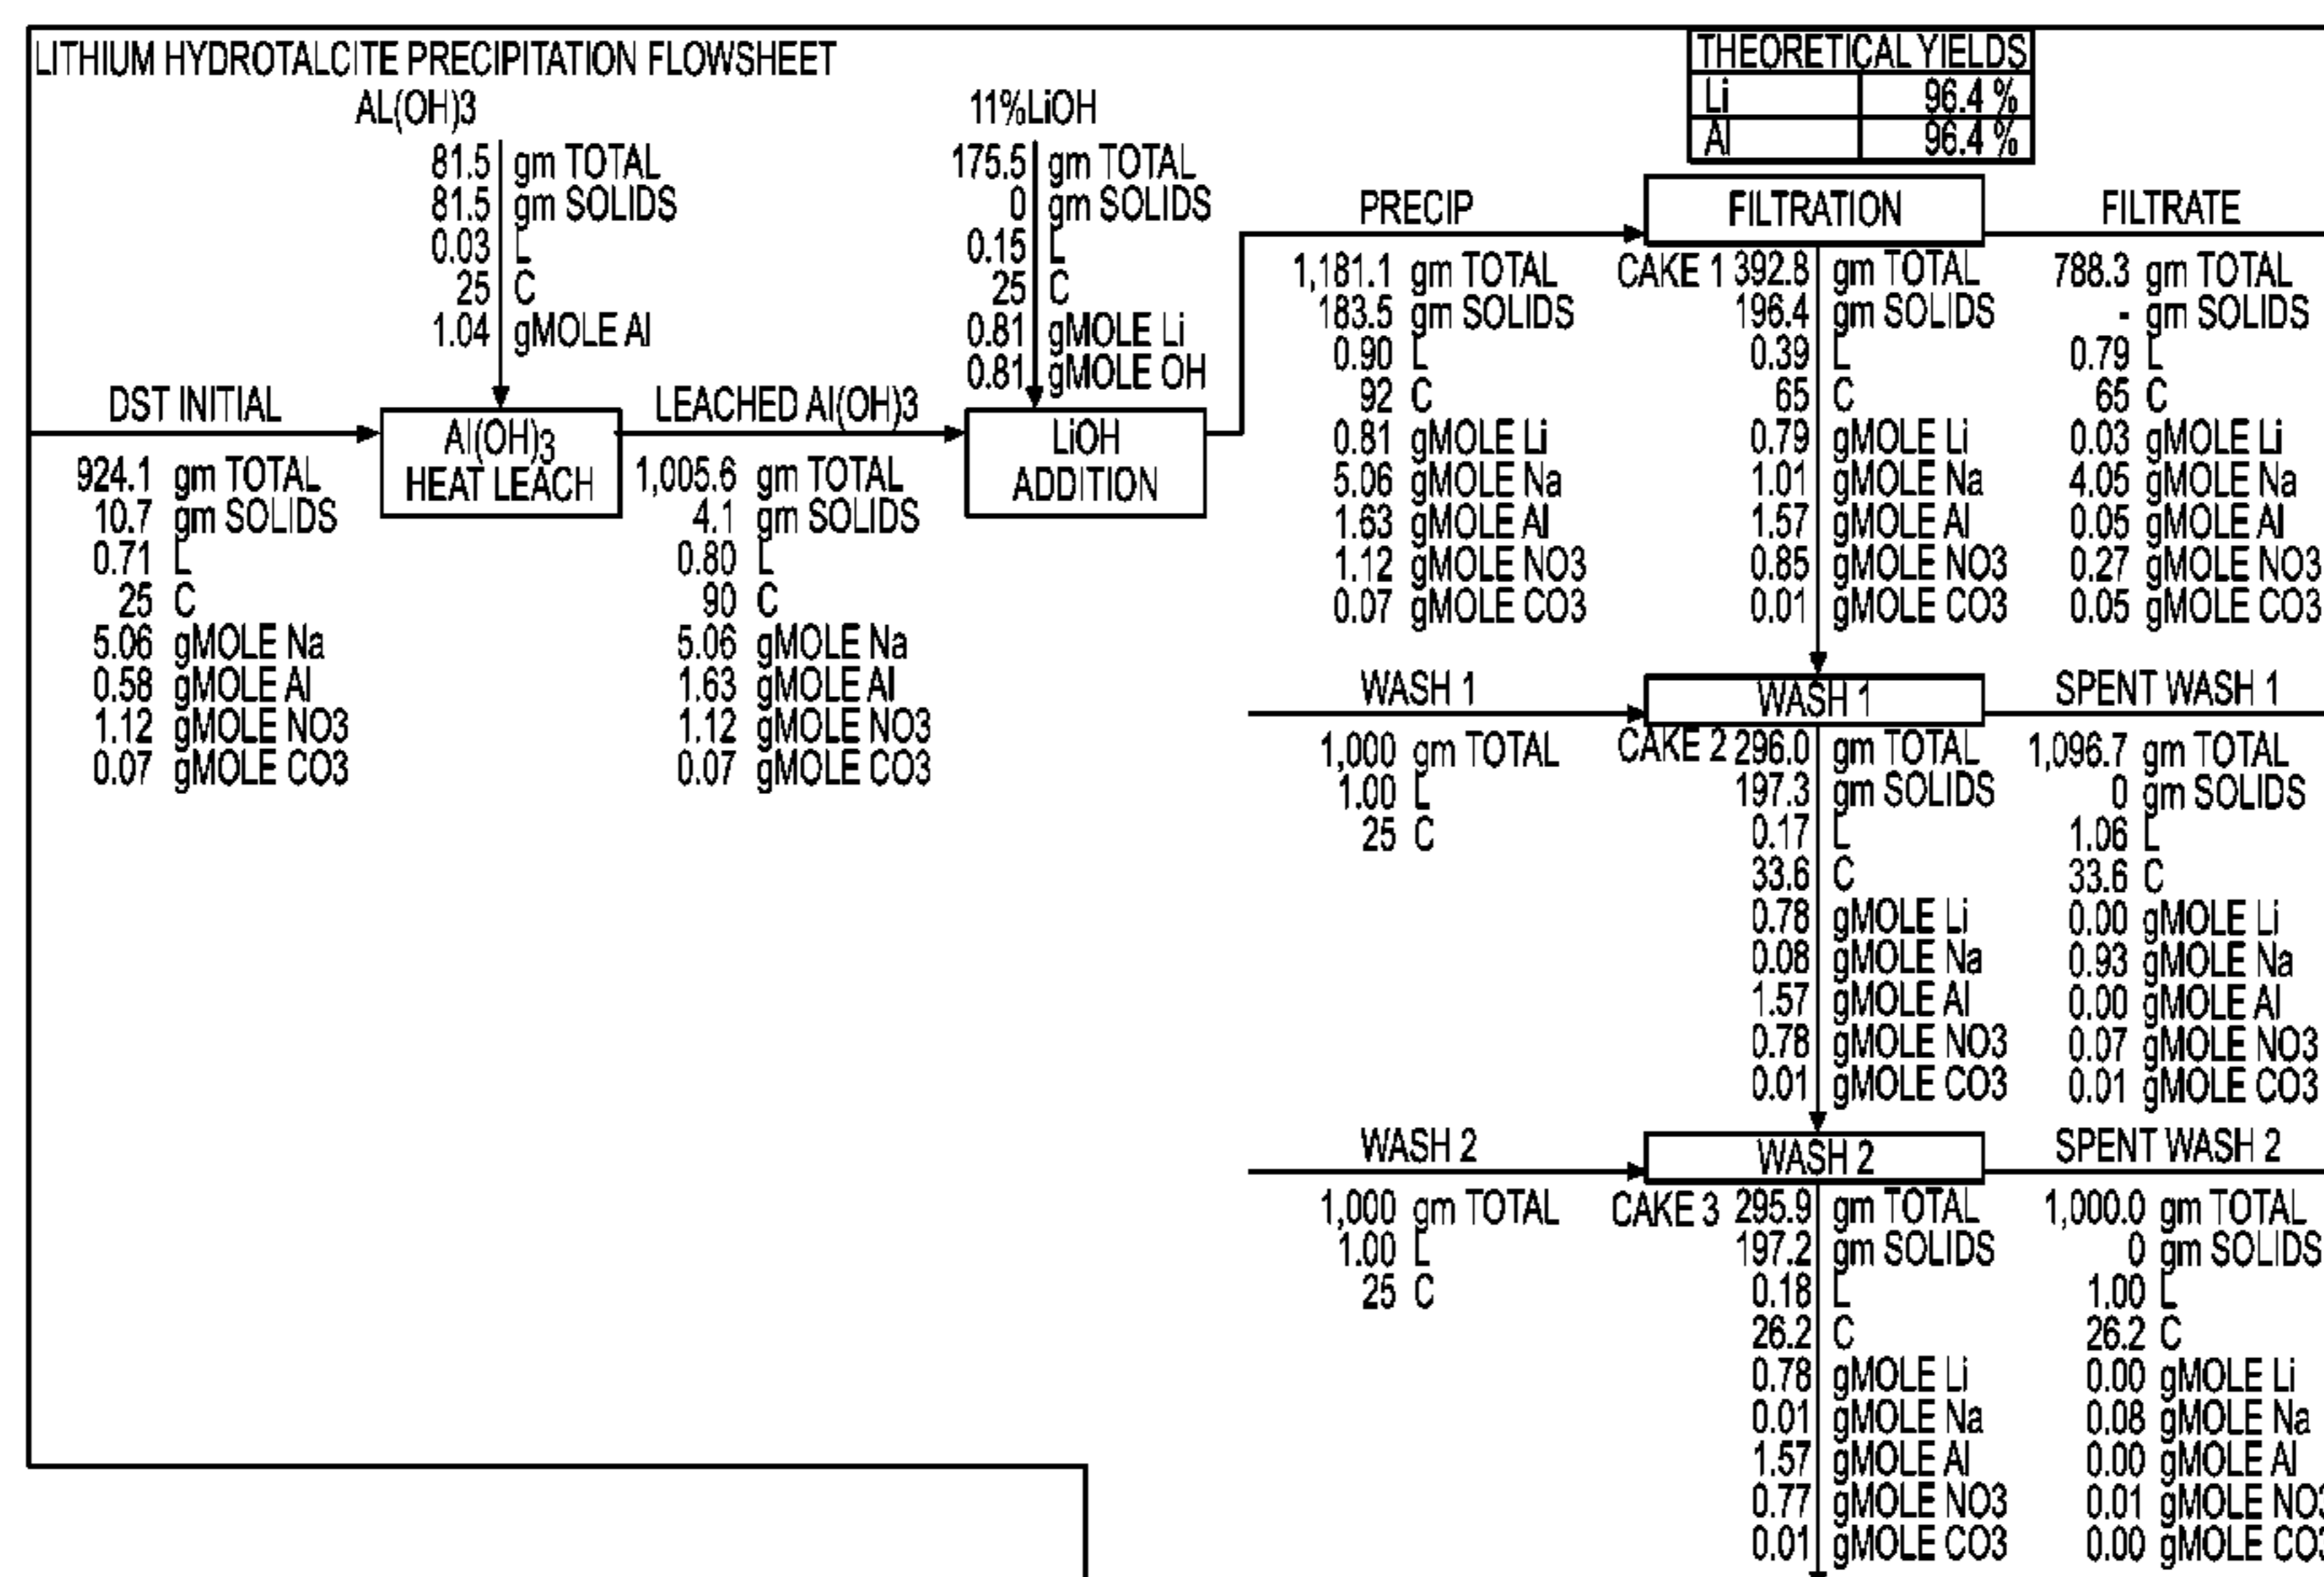 LITHIUM HYDROTALCITE PRECIPITATION FLOWSHEET
THEORETICAL YIELDS
Li 96.4 %
Al 96.4 %
AL(OH)3
81.5 gm TOTAL
81.5 gm SOLIDS
0.03 L
25 C
1.04 gMOLE Al
11%LiOH
175.5 gm TOTAL
0 gm SOLIDS
0.15 L
25 C
0.81 gMOLE Li
0.81 gMOLE OH
DST INITIAL
924.1 gm TOTAL
10.7 gm SOLIDS
0.71 L
25 C
5.06 gMOLE Na
0.58 gMOLE Al
1.12 gMOLE NO3
0.07 gMOLE CO3
Al(OH)3
HEAT LEACH
LEACHED Al(OH)3
1,005.6 gm TOTAL
4.1 gm SOLIDS
0.80 L
90 C
5.06 gMOLE Na
1.63 gMOLE Al
1.12 gMOLE NO3
0.07 gMOLE CO3
LiOH
ADDITION
PRECIP
1,181.1 gm TOTAL
183.5 gm SOLIDS
0.90 L
92 C
0.81 gMOLE Li
5.06 gMOLE Na
1.63 gMOLE Al
1.12 gMOLE NO3
0.07 gMOLE CO3
FILTRATION
CAKE 1 392.8 gm TOTAL
196.4 gm SOLIDS
0.39 L
65 C
0.79 gMOLE Li
1.01 gMOLE Na
1.57 gMOLE Al
0.85 gMOLE NO3
0.01 gMOLE CO3
FILTRATE
788.3 gm TOTAL
- gm SOLIDS
0.79 L
65 C
0.03 gMOLE Li
4.05 gMOLE Na
0.05 gMOLE Al
0.27 gMOLE NO3
0.05 gMOLE CO3
WASH 1
1,000 gm TOTAL
1.00 L
25 C
WASH 1
CAKE 2 296.0 gm TOTAL
197.3 gm SOLIDS
0.17 L
33.6 C
0.78 gMOLE Li
0.08 gMOLE Na
1.57 gMOLE Al
0.78 gMOLE NO3
0.01 gMOLE CO3
SPENT WASH 1
1,096.7 gm TOTAL
0 gm SOLIDS
1.06 L
33.6 C
0.00 gMOLE Li
0.93 gMOLE Na
0.00 gMOLE Al
0.07 gMOLE NO3
0.01 gMOLE CO3
WASH 2
1,000 gm TOTAL
1.00 L
25 C
WASH 2
CAKE 3 295.9 gm TOTAL
197.2 gm SOLIDS
0.18 L
26.2 C
0.78 gMOLE Li
0.01 gMOLE Na
1.57 gMOLE Al
0.77 gMOLE NO3
0.01 gMOLE CO3
SPENT WASH 2
1,000.0 gm TOTAL
0 gm SOLIDS
1.00 L
26.2 C
0.00 gMOLE Li
0.08 gMOLE Na
0.00 gMOLE Al
0.01 gMOLE NO3
0.00 gMOLE CO3